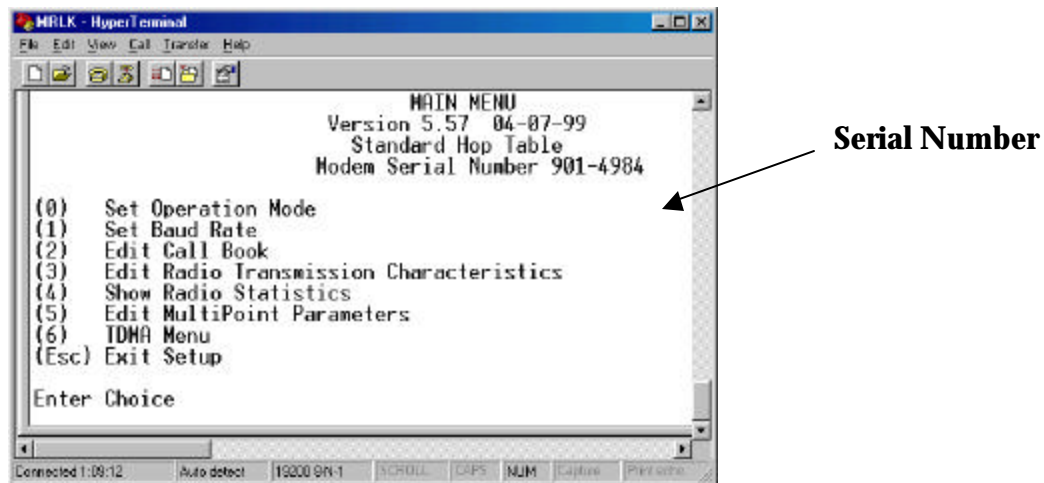 MRLK - HyperTerminal
File Edit View Call Transfer Help
MAIN MENU
Version 5.57 04-07-99
Standard Hop Table
Modem Serial Number 901-4984
Serial Number
(0) Set Operation Mode
(1) Set Baud Rate
(2) Edit Call Book
(3) Edit Radio Transmission Characteristics
(4) Show Radio Statistics
(5) Edit MultiPoint Parameters
(6) TDMA Menu
(Esc) Exit Setup
Enter Choice
Connected 1:09:12 Auto detect 19200 8-N-1 SCROLL CAPS NUM Capture Print echo